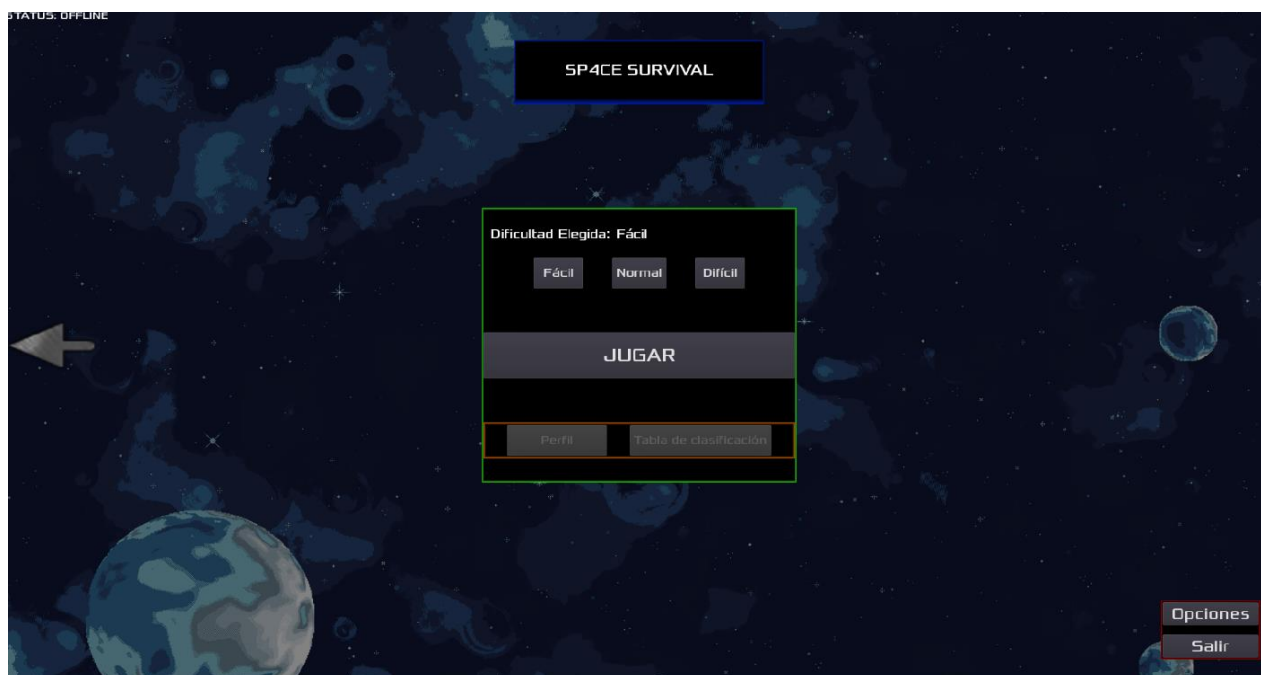 STATUS: OFFLINE
SP4CE SURVIVAL
Dificultad Elegida: Fácil
Fácil Normal Difícil
JUGAR
Perfil Tabla de clasificación
Opciones
Salir